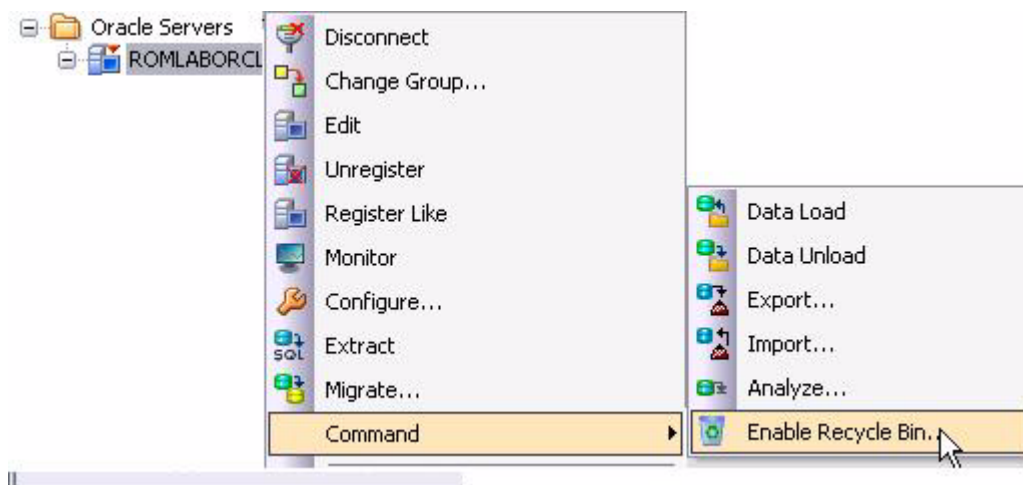 Oracle Servers
ROMLABORCL
Disconnect
Change Group...
Edit
Unregister
Register Like
Monitor
Configure...
SQL
Extract
Migrate...
Command
Data Load
Data Unload
Export...
Import...
Analyze...
Enable Recycle Bin...